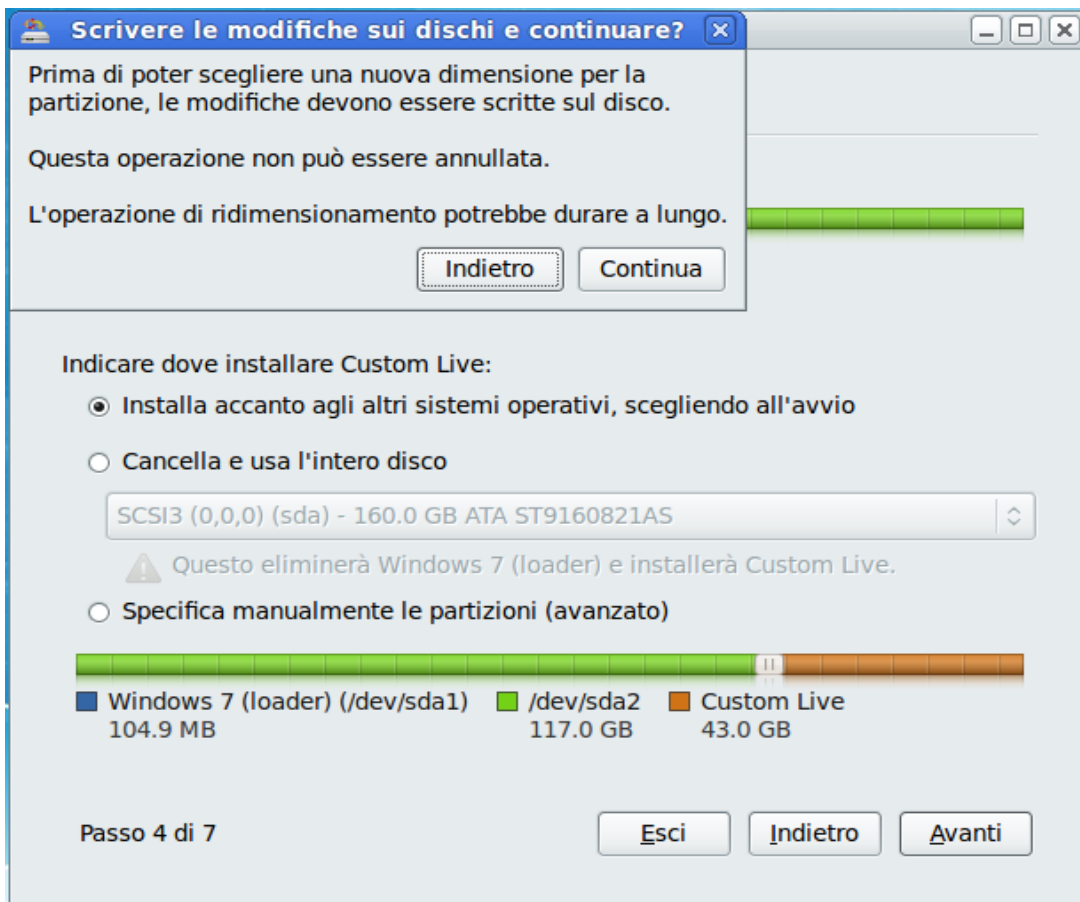 Scrivere le modifiche sui dischi e continuare?
Prima di poter scegliere una nuova dimensione per la
partizione, le modifiche devono essere scritte sul disco.
Questa operazione non può essere annullata.
L'operazione di ridimensionamento potrebbe durare a lungo.
Indietro Continua
Indicare dove installare Custom Live:
Installa accanto agli altri sistemi operativi, scegliendo all'avvio
Cancella e usa l'intero disco
SCSI3 (0,0,0) (sda) - 160.0 GB ATA ST9160821AS
Questo eliminerà Windows 7 (loader) e installerà Custom Live.
Specifica manualmente le partizioni (avanzato)
Windows 7 (loader) (/dev/sda1) /dev/sda2 Custom Live
104.9 MB 117.0 GB 43.0 GB
Passo 4 di 7 Esci Indietro Avanti